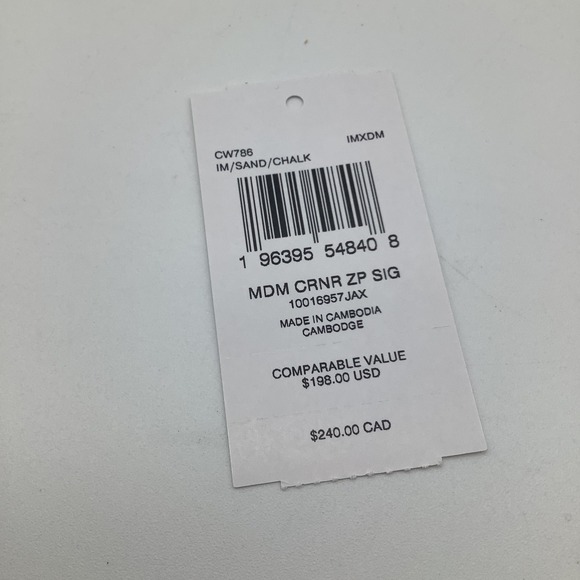 CW786 IMXDM
IM/SAND/CHALK
1 96395 54840 8
MDM CRNR ZP SIG
10016957JAX
MADE IN CAMBODIA
CAMBODGE
COMPARABLE VALUE
$198.00 USD
$240.00 CAD